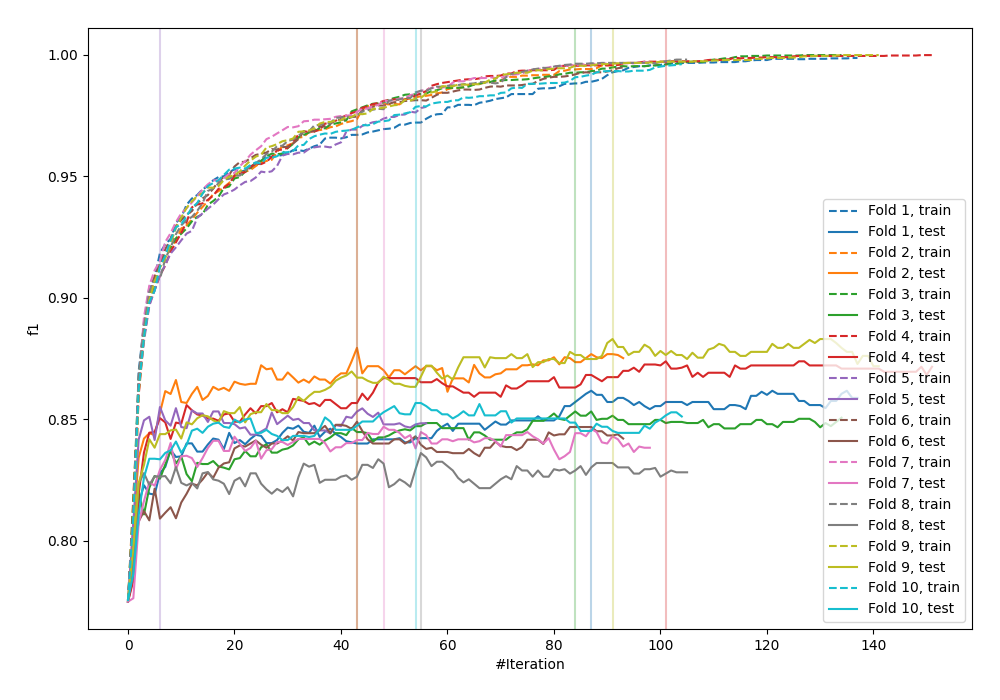 1.00
0.95
0.90
0.85
0.80
f1
0
20
40
60
80
100
120
140
#Iteration
Fold 1, train
Fold 1, test
Fold 2, train
Fold 2, test
Fold 3, train
Fold 3, test
Fold 4, train
Fold 4, test
Fold 5, train
Fold 5, test
Fold 6, train
Fold 6, test
Fold 7, train
Fold 7, test
Fold 8, train
Fold 8, test
Fold 9, train
Fold 9, test
Fold 10, train
Fold 10, test